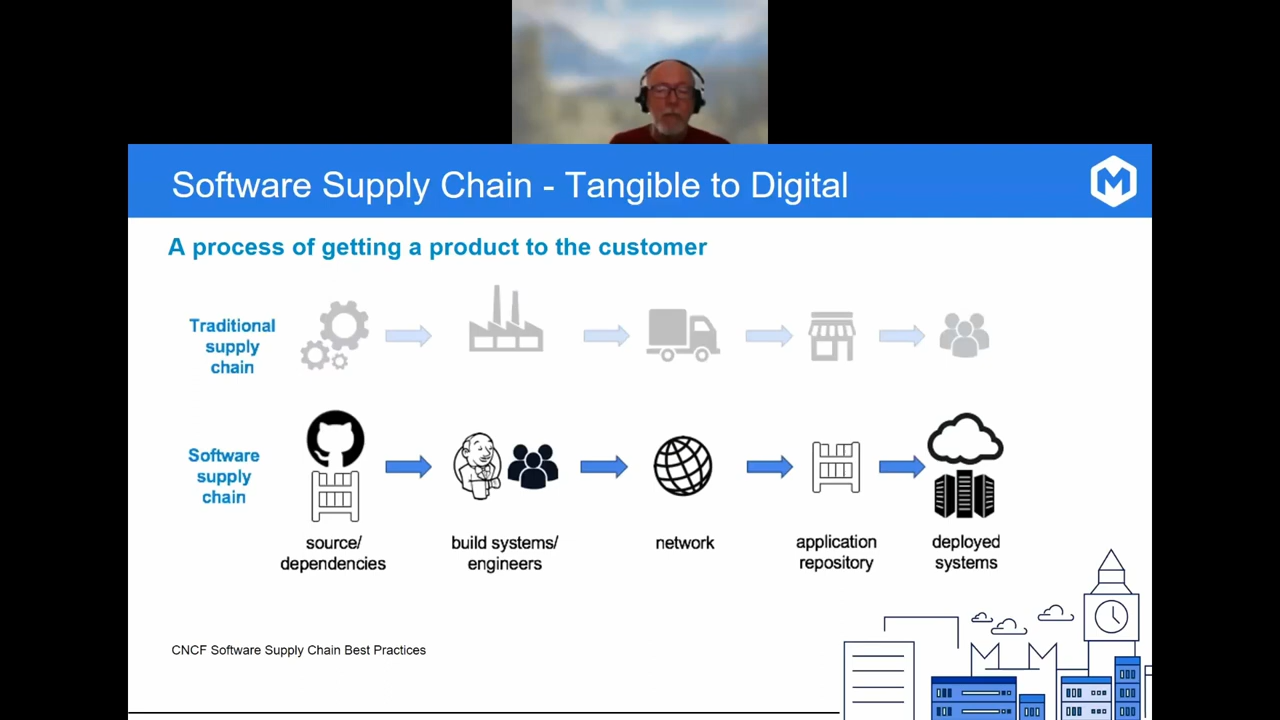 Software Supply Chain - Tangible to Digital
A process of getting a product to the customer
Traditional
supply
chain
Software
supply
chain
source/
dependencies
build systems/
engineers
network
application
repository
deployed
systems
CNCF Software Supply Chain Best Practices